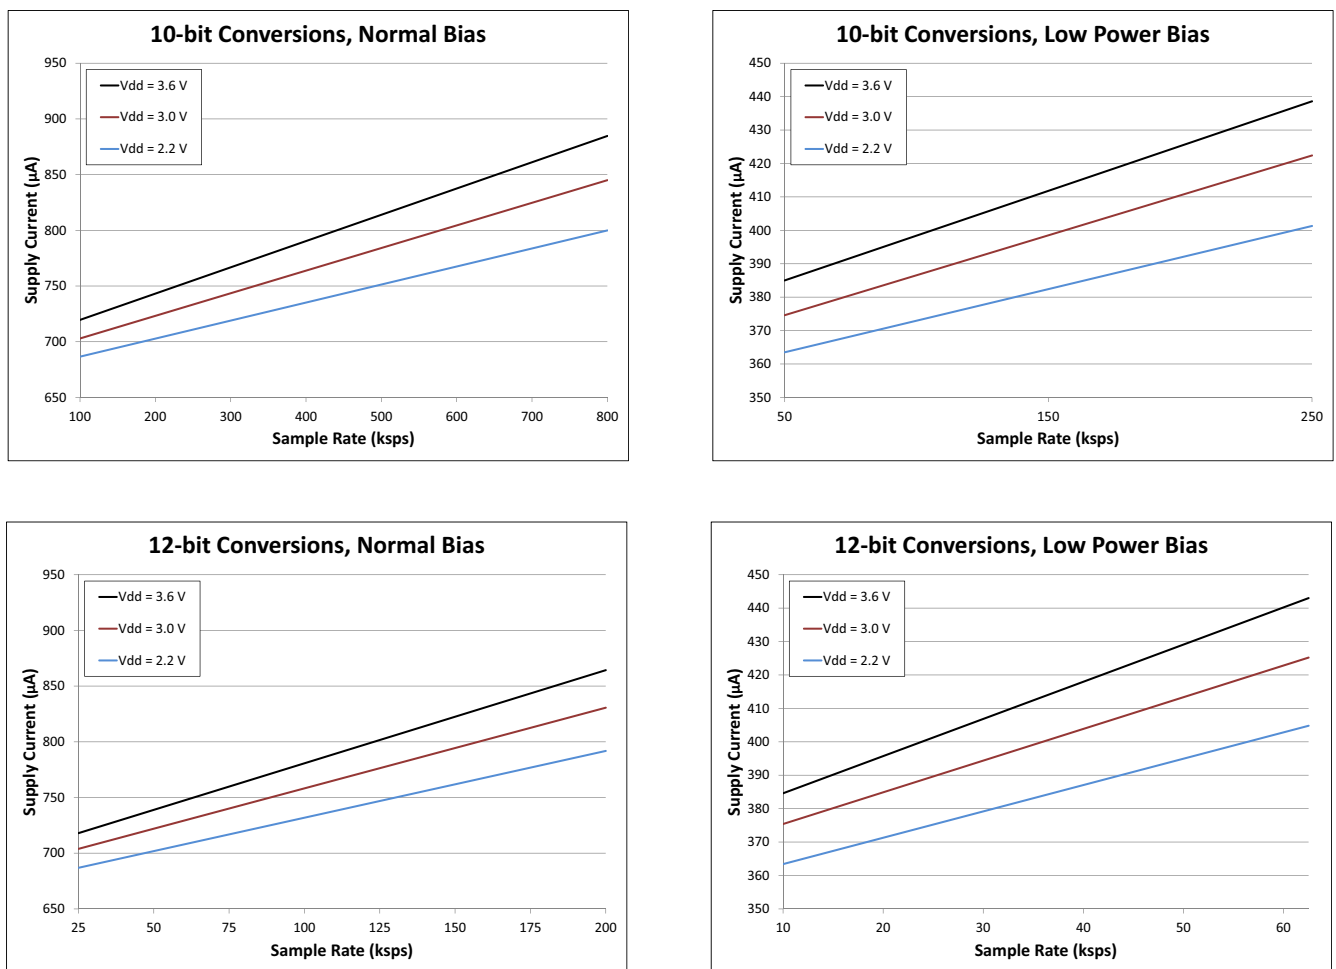 10-bit Conversions, Normal Bias
950
900
850
800
750
700
650
Supply Current (µA)
Vdd = 3.6 V
Vdd = 3.0 V
Vdd = 2.2 V
100 200 300 400 500 600 700 800
Sample Rate (ksps)
10-bit Conversions, Low Power Bias
450
440
430
420
410
400
390
380
370
360
350
Supply Current (µA)
Vdd = 3.6 V
Vdd = 3.0 V
Vdd = 2.2 V
50 150 250
Sample Rate (ksps)
12-bit Conversions, Normal Bias
950
900
850
800
750
700
650
Supply Current (µA)
Vdd = 3.6 V
Vdd = 3.0 V
Vdd = 2.2 V
25 50 75 100 125 150 175 200
Sample Rate (ksps)
12-bit Conversions, Low Power Bias
450
440
430
420
410
400
390
380
370
360
350
Supply Current (µA)
Vdd = 3.6 V
Vdd = 3.0 V
Vdd = 2.2 V
10 20 30 40 50 60
Sample Rate (ksps)